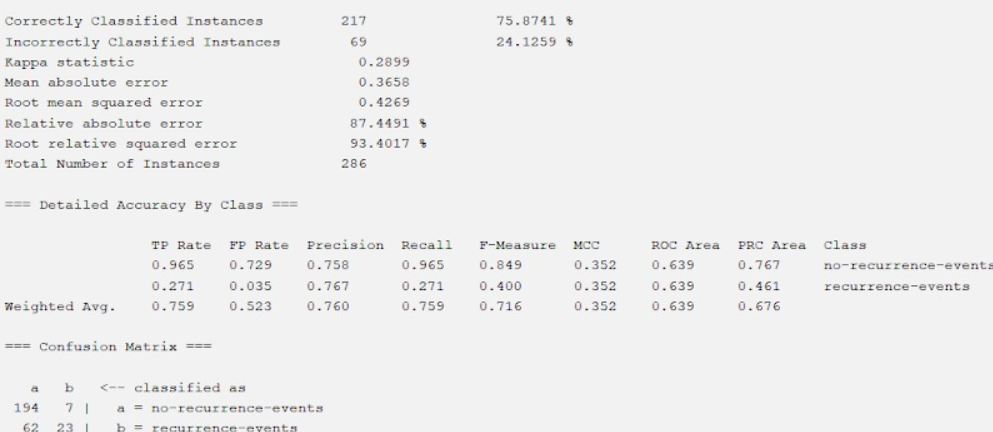 Correctly Classified Instances 217 75.8741 %
Incorrectly Classified Instances 69 24.1259 %
Kappa statistic 0.2899
Mean absolute error 0.3658
Root mean squared error 0.4269
Relative absolute error 87.4491 %
Root relative squared error 93.4017 %
Total Number of Instances 286
=== Detailed Accuracy By Class ===
TP Rate FP Rate Precision Recall F-Measure MCC ROC Area PRC Area Class
0.965 0.729 0.758 0.965 0.849 0.352 0.639 0.767 no-recurrence-events
0.271 0.035 0.767 0.271 0.400 0.352 0.639 0.461 recurrence-events
Weighted Avg. 0.759 0.523 0.760 0.759 0.716 0.352 0.639 0.676
=== Confusion Matrix ===
a b <-- classified as
194 7 | a = no-recurrence-events
62 23 | b = recurrence-events